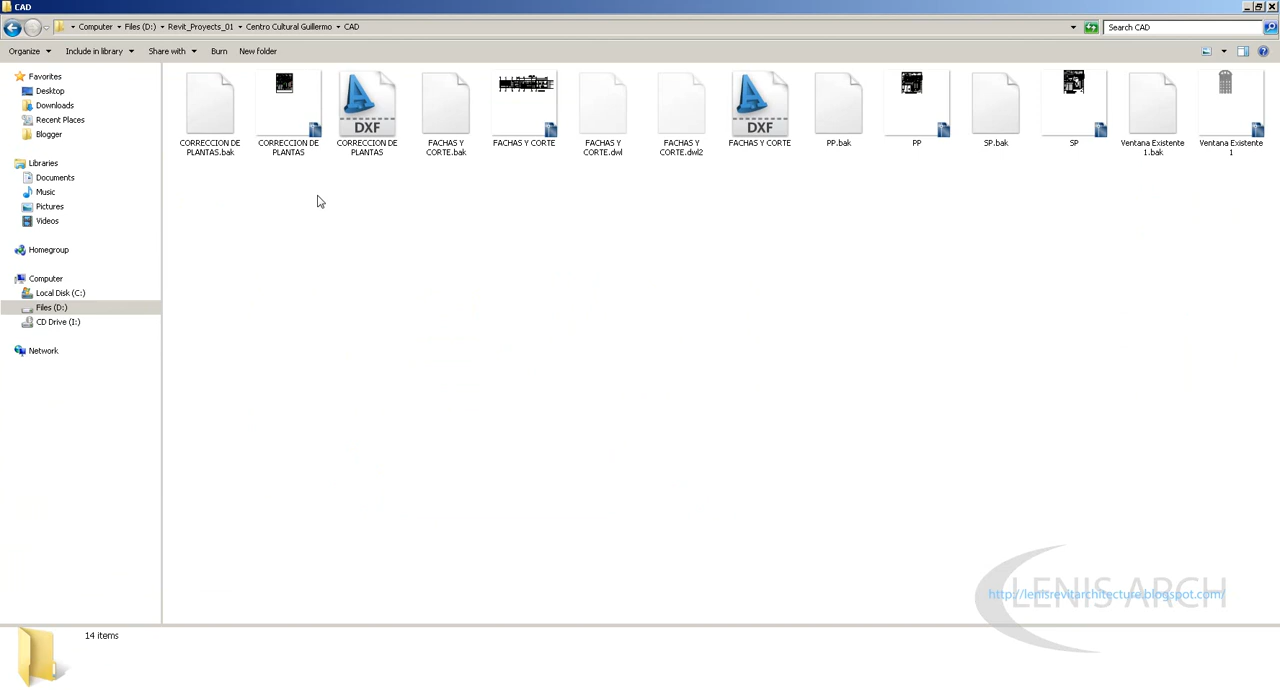 CAD
Computer Files (D:) Revit_Proyects_01 Centro Cultural Guillermo CAD
Search CAD
Organize Include in library Share with Burn New folder
Favorites
Desktop
Downloads
Recent Places
Blogger
Libraries
Documents
Music
Pictures
Videos
Homegroup
Computer
Local Disk (C:)
Files (D:)
CD Drive (I:)
Network
CORRECCION DE
PLANTAS.bak
CORRECCION DE
PLANTAS
DXF
CORRECCION DE
PLANTAS
FACHAS Y
CORTE.bak
FACHAS Y CORTE
FACHAS Y
CORTE.dwl
FACHAS Y
CORTE.dwl2
DXF
FACHAS Y CORTE
PP.bak
PP
SP.bak
SP
Ventana Existente
1.bak
Ventana Existente
1
LENIS ARCH
http://lenisrevitarchitecture.blogspot.com/
14 items